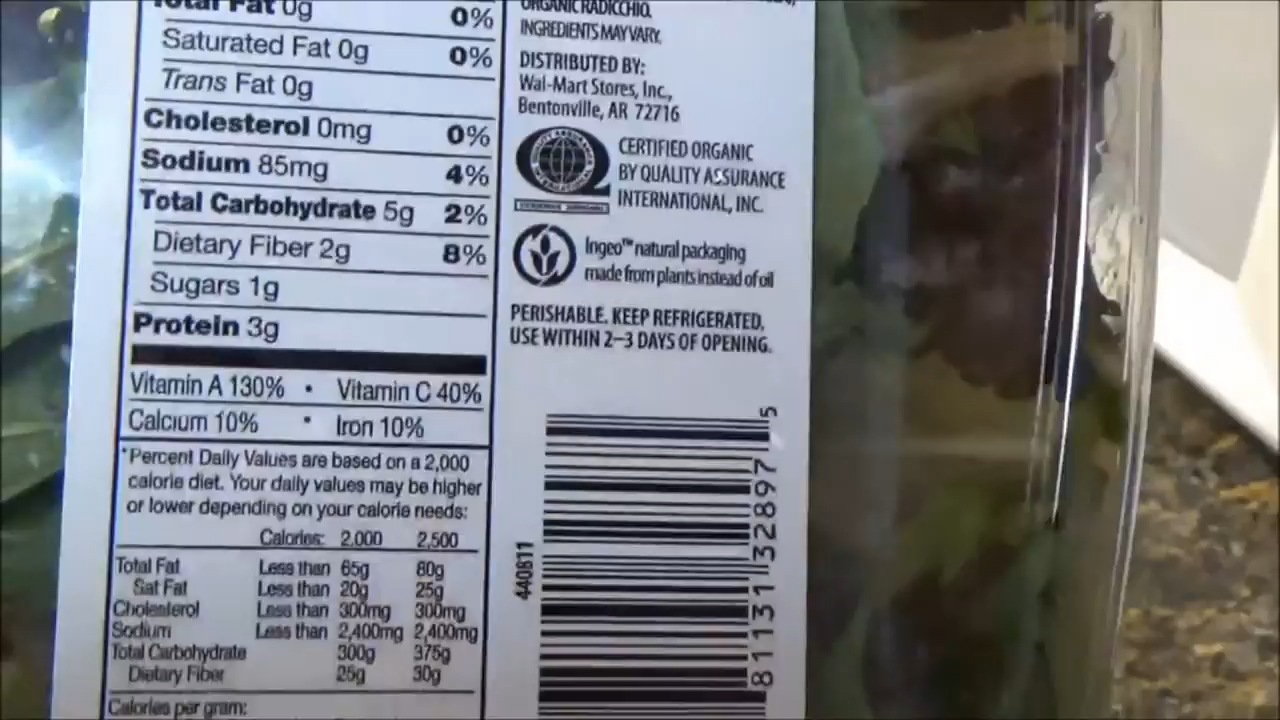 Total Fat 0g 0%
Saturated Fat 0g 0%
Trans Fat 0g
Cholesterol 0mg 0%
Sodium 85mg 4%
Total Carbohydrate 5g 2%
Dietary Fiber 2g 8%
Sugars 1g
Protein 3g
Vitamin A 130% • Vitamin C 40%
Calcium 10% • Iron 10%
*Percent Daily Values are based on a 2,000
calorie diet. Your daily values may be higher
or lower depending on your calorie needs:
Calories: 2,000 2,500
Total Fat Less than 65g 80g
Sat Fat Less than 20g 25g
Cholesterol Less than 300mg 300mg
Sodium Less than 2,400mg 2,400mg
Total Carbohydrate 300g 375g
Dietary Fiber 25g 30g
Calories per gram:
ORGANIC RADICCHIO.
INGREDIENTS MAY VARY.
DISTRIBUTED BY:
Wal-Mart Stores, Inc.,
Bentonville, AR 72716
CERTIFIED ORGANIC
BY QUALITY ASSURANCE
INTERNATIONAL, INC.
Ingeo™ natural packaging
made from plants instead of oil
PERISHABLE. KEEP REFRIGERATED.
USE WITHIN 2-3 DAYS OF OPENING.
440811
8 11131 32897 5